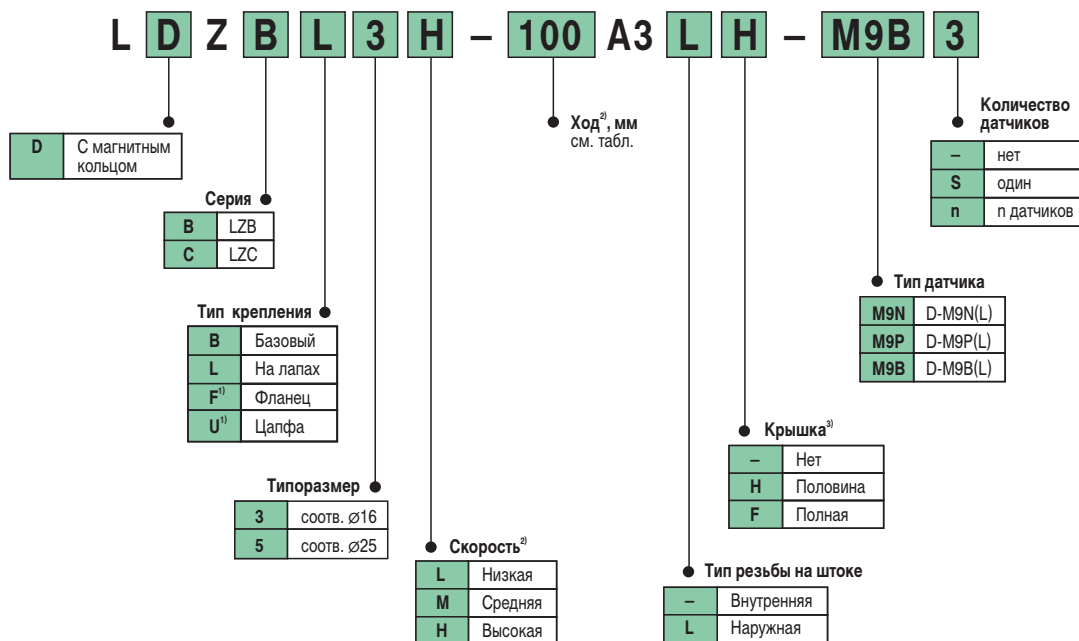 L D Z B L 3 H – 100 A3 L H – M9B 3
D С магнитным
кольцом
Серия
B LZB
C LZC
Тип крепления
B Базовый
L На лапах
F¹⁾ Фланец
U¹⁾ Цапфа
Типоразмер
3 соотв. ∅16
5 соотв. ∅25
Скорость²⁾
L Низкая
M Средняя
H Высокая
Ход²⁾, мм
см. табл.
Тип резьбы на штоке
– Внутренняя
L Наружная
Крышка³⁾
– Нет
H Половина
F Полная
Тип датчика
M9N D-M9N(L)
M9P D-M9P(L)
M9B D-M9B(L)
Количество
датчиков
– нет
S один
n n датчиков